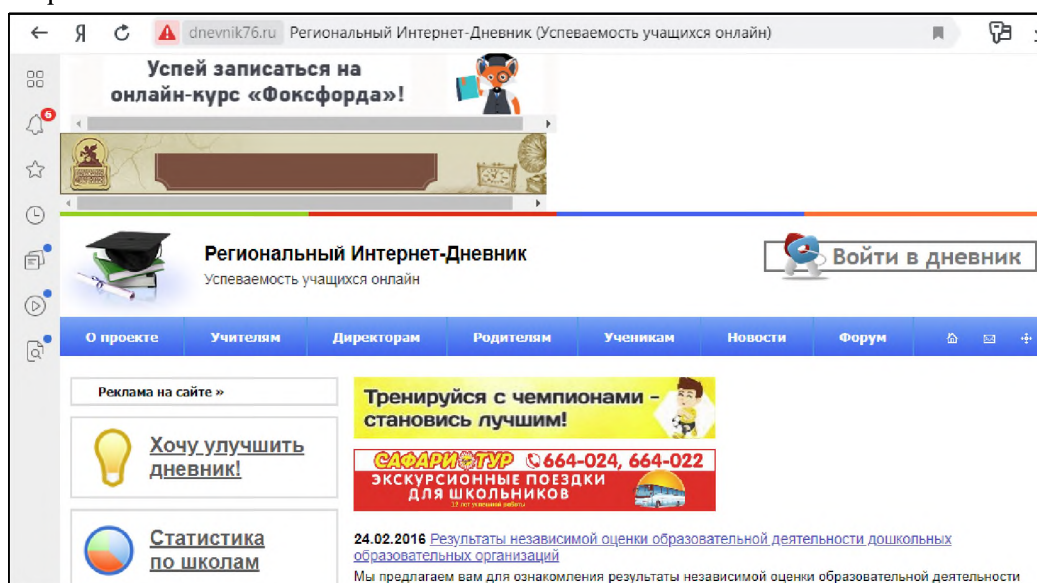 dnevnik76.ru Региональный Интернет-Дневник (Успеваемость учащихся онлайн)
Успей записаться на
онлайн-курс «Фоксфорда»!
6
Региональный Интернет-Дневник
Успеваемость учащихся онлайн
Войти в дневник
О проекте Учителям Директорам Родителям Ученикам Новости Форум
Реклама на сайте »
Хочу улучшить
дневник!
Статистика
по школам
Тренируйся с чемпионами –
становись лучшим!
САФАРИ ТУР 664-024, 664-022
ЭКСКУРСИОННЫЕ ПОЕЗДКИ
ДЛЯ ШКОЛЬНИКОВ
24.02.2016 Результаты независимой оценки образовательной деятельности дошкольных
образовательных организаций
Мы предлагаем вам для ознакомления результаты независимой оценки образовательной деятельности